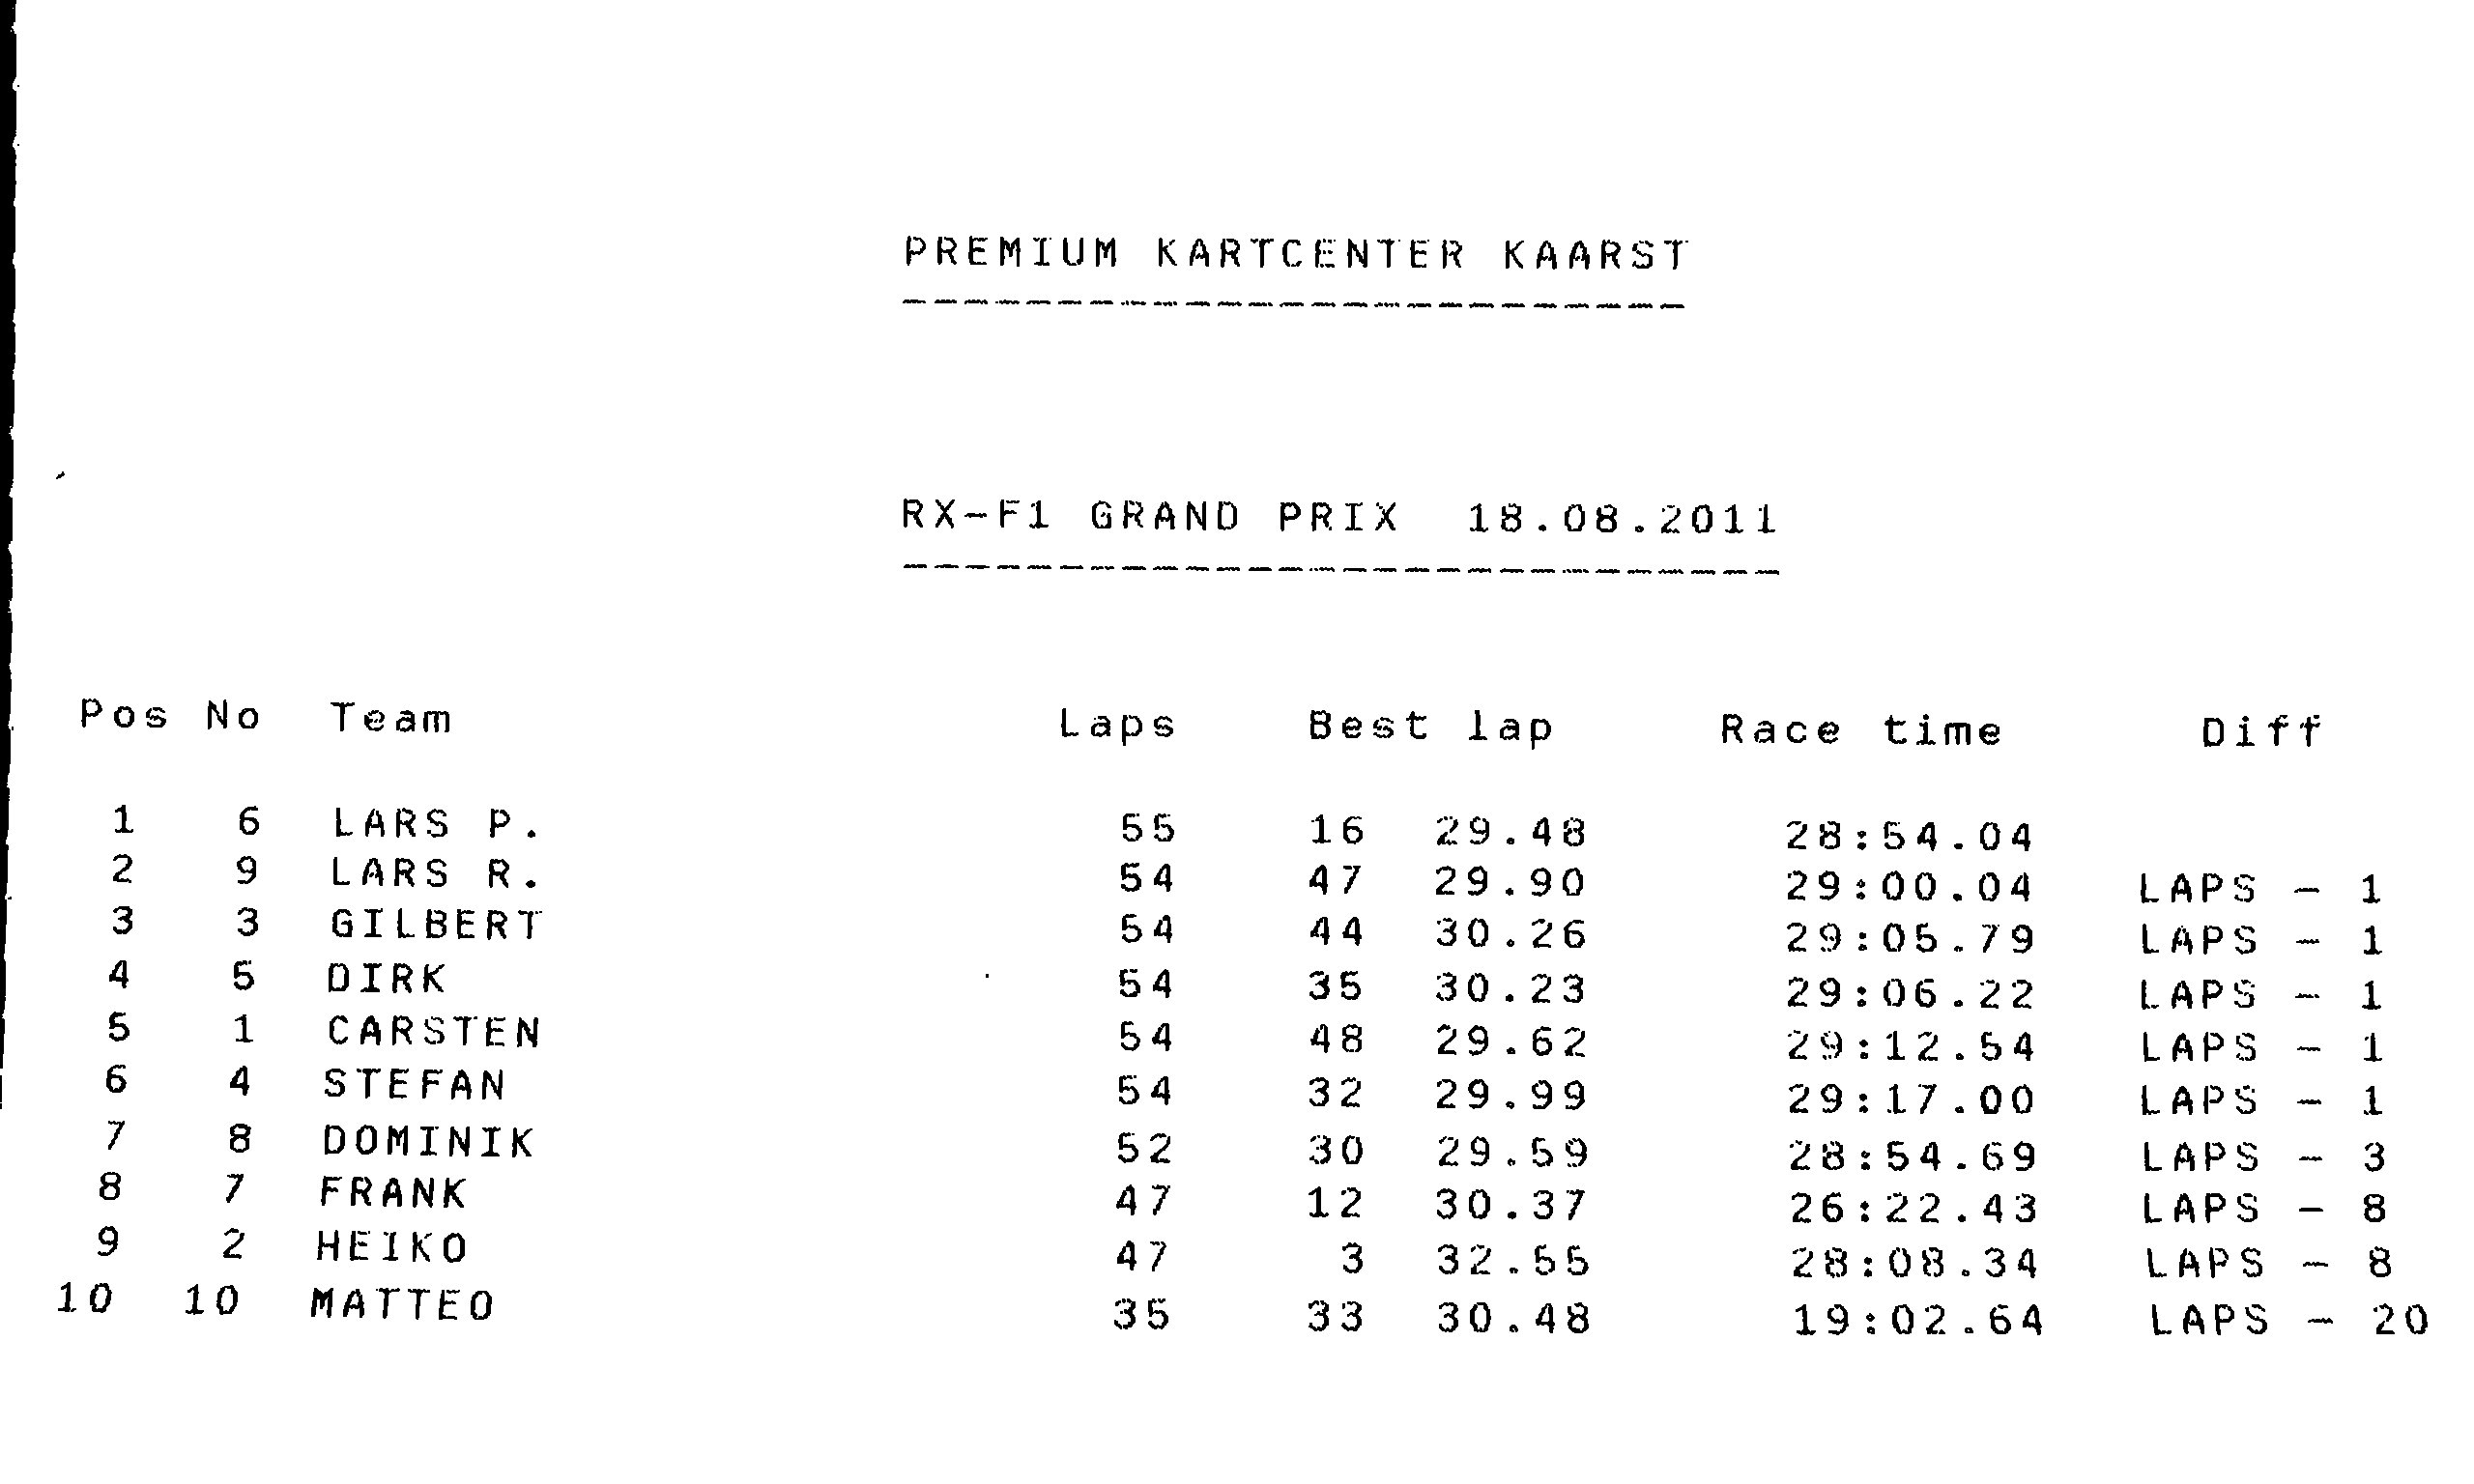 PREMIUM KARTCENTER KAARST
-------------------------
RX-F1 GRAND PRIX  18.08.2011
----------------------------
Pos No Team Laps Best lap Race time Diff
1 6 LARS P. 55 16 29.48 28:54.04
2 9 LARS R. 54 47 29.90 29:00.04 LAPS - 1
3 3 GILBERT 54 44 30.26 29:05.79 LAPS - 1
4 5 DIRK 54 35 30.23 29:06.22 LAPS - 1
5 1 CARSTEN 54 48 29.62 29:12.54 LAPS - 1
6 4 STEFAN 54 32 29.99 29:17.00 LAPS - 1
7 8 DOMINIK 52 30 29.59 28:54.69 LAPS - 3
8 7 FRANK 47 12 30.37 26:22.43 LAPS - 8
9 2 HEIKO 47 3 32.55 28:08.34 LAPS - 8
10 10 MATTEO 35 33 30.48 19:02.64 LAPS - 20